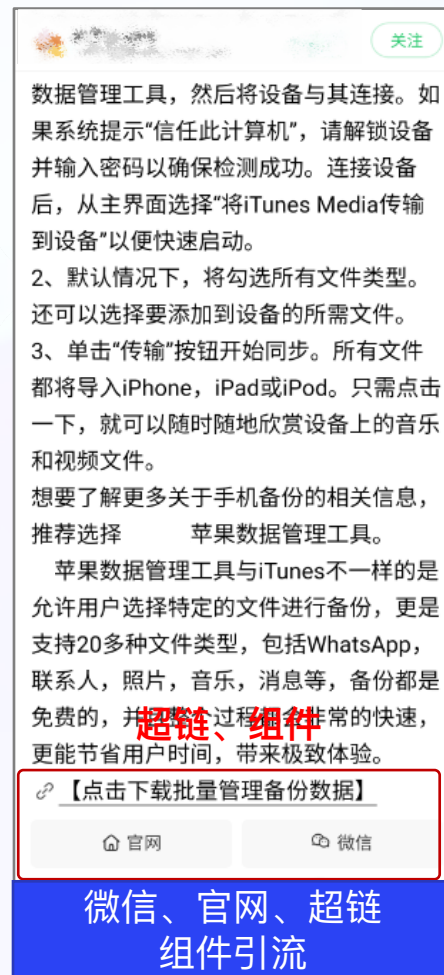 关注
数据管理工具，然后将设备与其连接。如
果系统提示“信任此计算机”，请解锁设备
并输入密码以确保检测成功。连接设备
后，从主界面选择“将iTunes Media传输
到设备”以便快速启动。
2、默认情况下，将勾选所有文件类型。
还可以选择要添加到设备的所需文件。
3、单击“传输”按钮开始同步。所有文件
都将导入iPhone，iPad或iPod。只需点击
一下，就可以随时随地欣赏设备上的音乐
和视频文件。
想要了解更多关于手机备份的相关信息，
推荐选择 苹果数据管理工具。
苹果数据管理工具与iTunes不一样的是
允许用户选择特定的文件进行备份，更是
支持20多种文件类型，包括WhatsApp，
联系人，照片，音乐，消息等，备份都是
免费的，并且整个过程都会非常的快速，
超链、组件
更能节省用户时间，带来极致体验。
【点击下载批量管理备份数据】
官网 微信
微信、官网、超链
组件引流